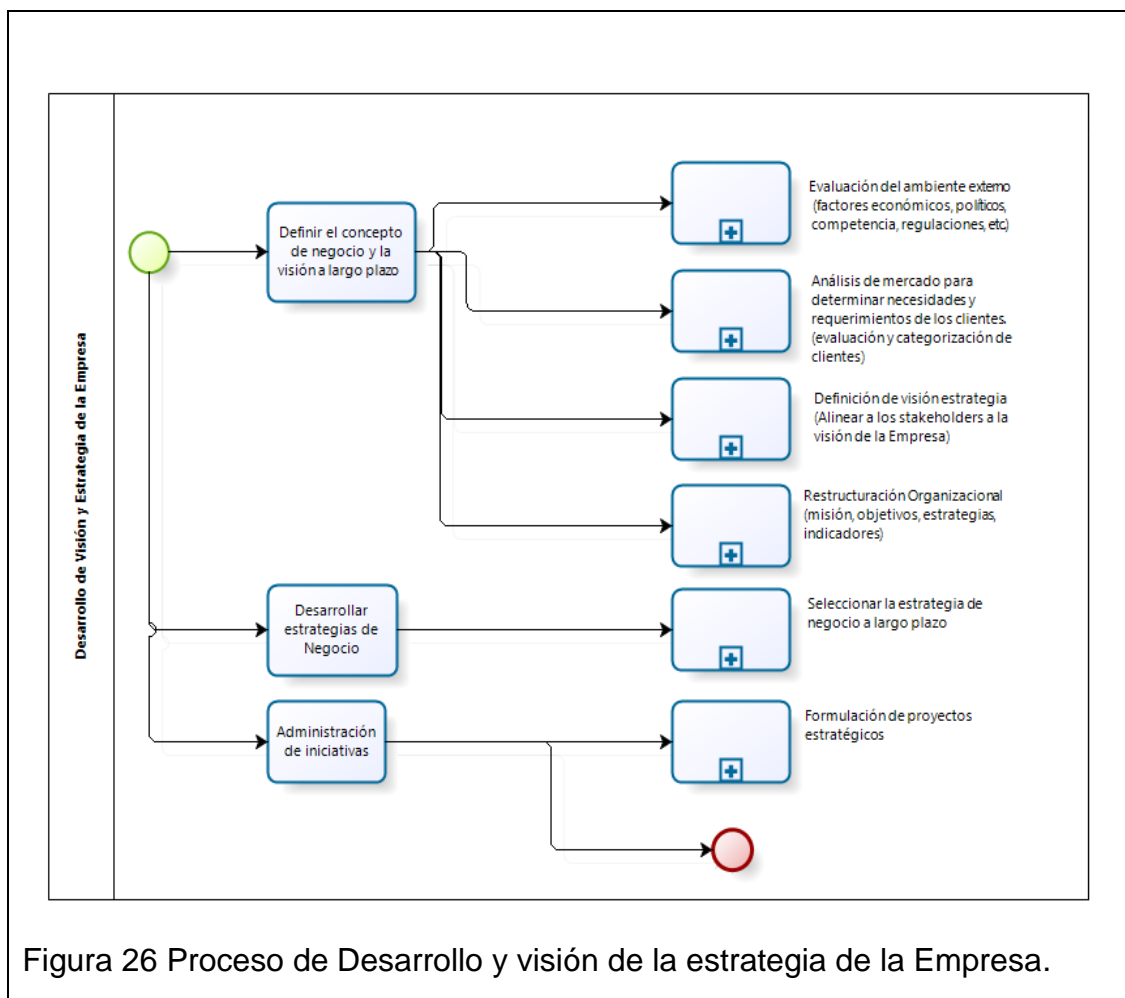 Desarrollo de Visión y Estrategia de la Empresa
Definir el concepto
de negocio y la
visión a largo plazo
Evaluación del ambiente externo
(factores económicos, políticos,
competencia, regulaciones, etc)
Análisis de mercado para
determinar necesidades y
requerimientos de los clientes.
(evaluación y categorización de
clientes)
Definición de visión estrategia
(Alinear a los stakeholders a la
visión de la Empresa)
Restructuración Organizacional
(misión, objetivos, estrategias,
indicadores)
Desarrollar
estrategias de
Negocio
Seleccionar la estrategia de
negocio a largo plazo
Administración
de iniciativas
Formulación de proyectos
estratégicos
Figura 26 Proceso de Desarrollo y visión de la estrategia de la Empresa.